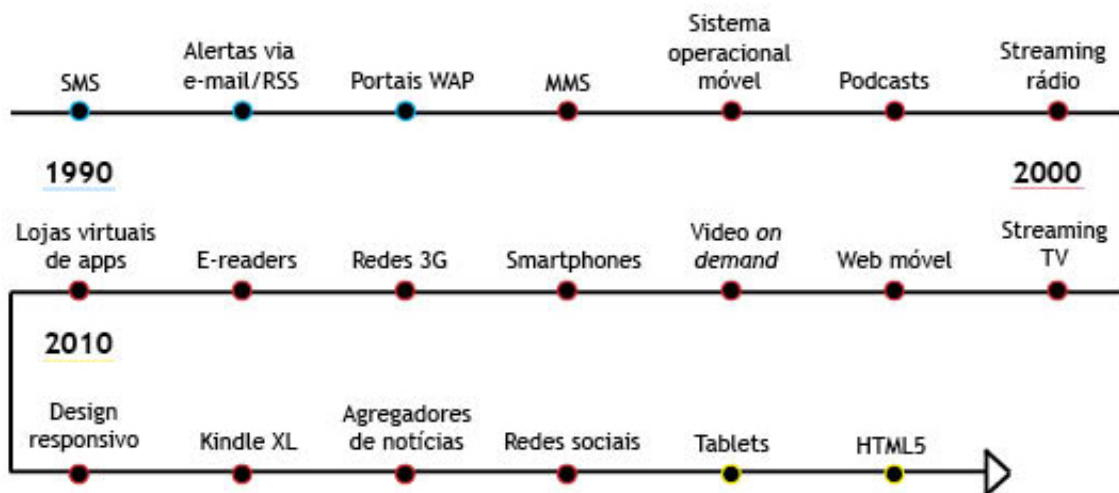 SMS
Alertas via
e-mail/RSS
Portais WAP
MMS
Sistema
operacional
móvel
Podcasts
Streaming
rádio
1990
2000
Lojas virtuais
de apps
E-readers
Redes 3G
Smartphones
Video on
demand
Web móvel
Streaming
TV
2010
Design
responsivo
Kindle XL
Agregadores
de notícias
Redes sociais
Tablets
HTML5